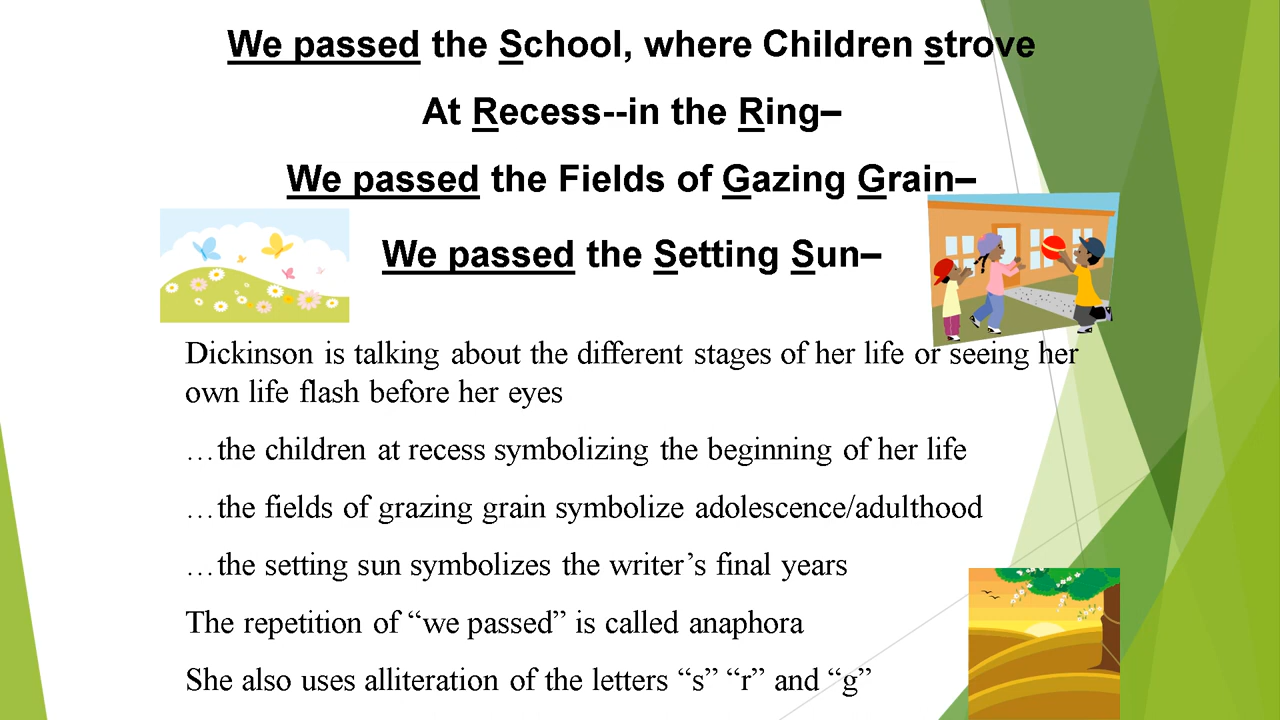 We passed the School, where Children strove
At Recess--in the Ring–
We passed the Fields of Gazing Grain–
We passed the Setting Sun–
Dickinson is talking about the different stages of her life or seeing her
own life flash before her eyes
…the children at recess symbolizing the beginning of her life
…the fields of grazing grain symbolize adolescence/adulthood
…the setting sun symbolizes the writer’s final years
The repetition of “we passed” is called anaphora
She also uses alliteration of the letters “s” “r” and “g”